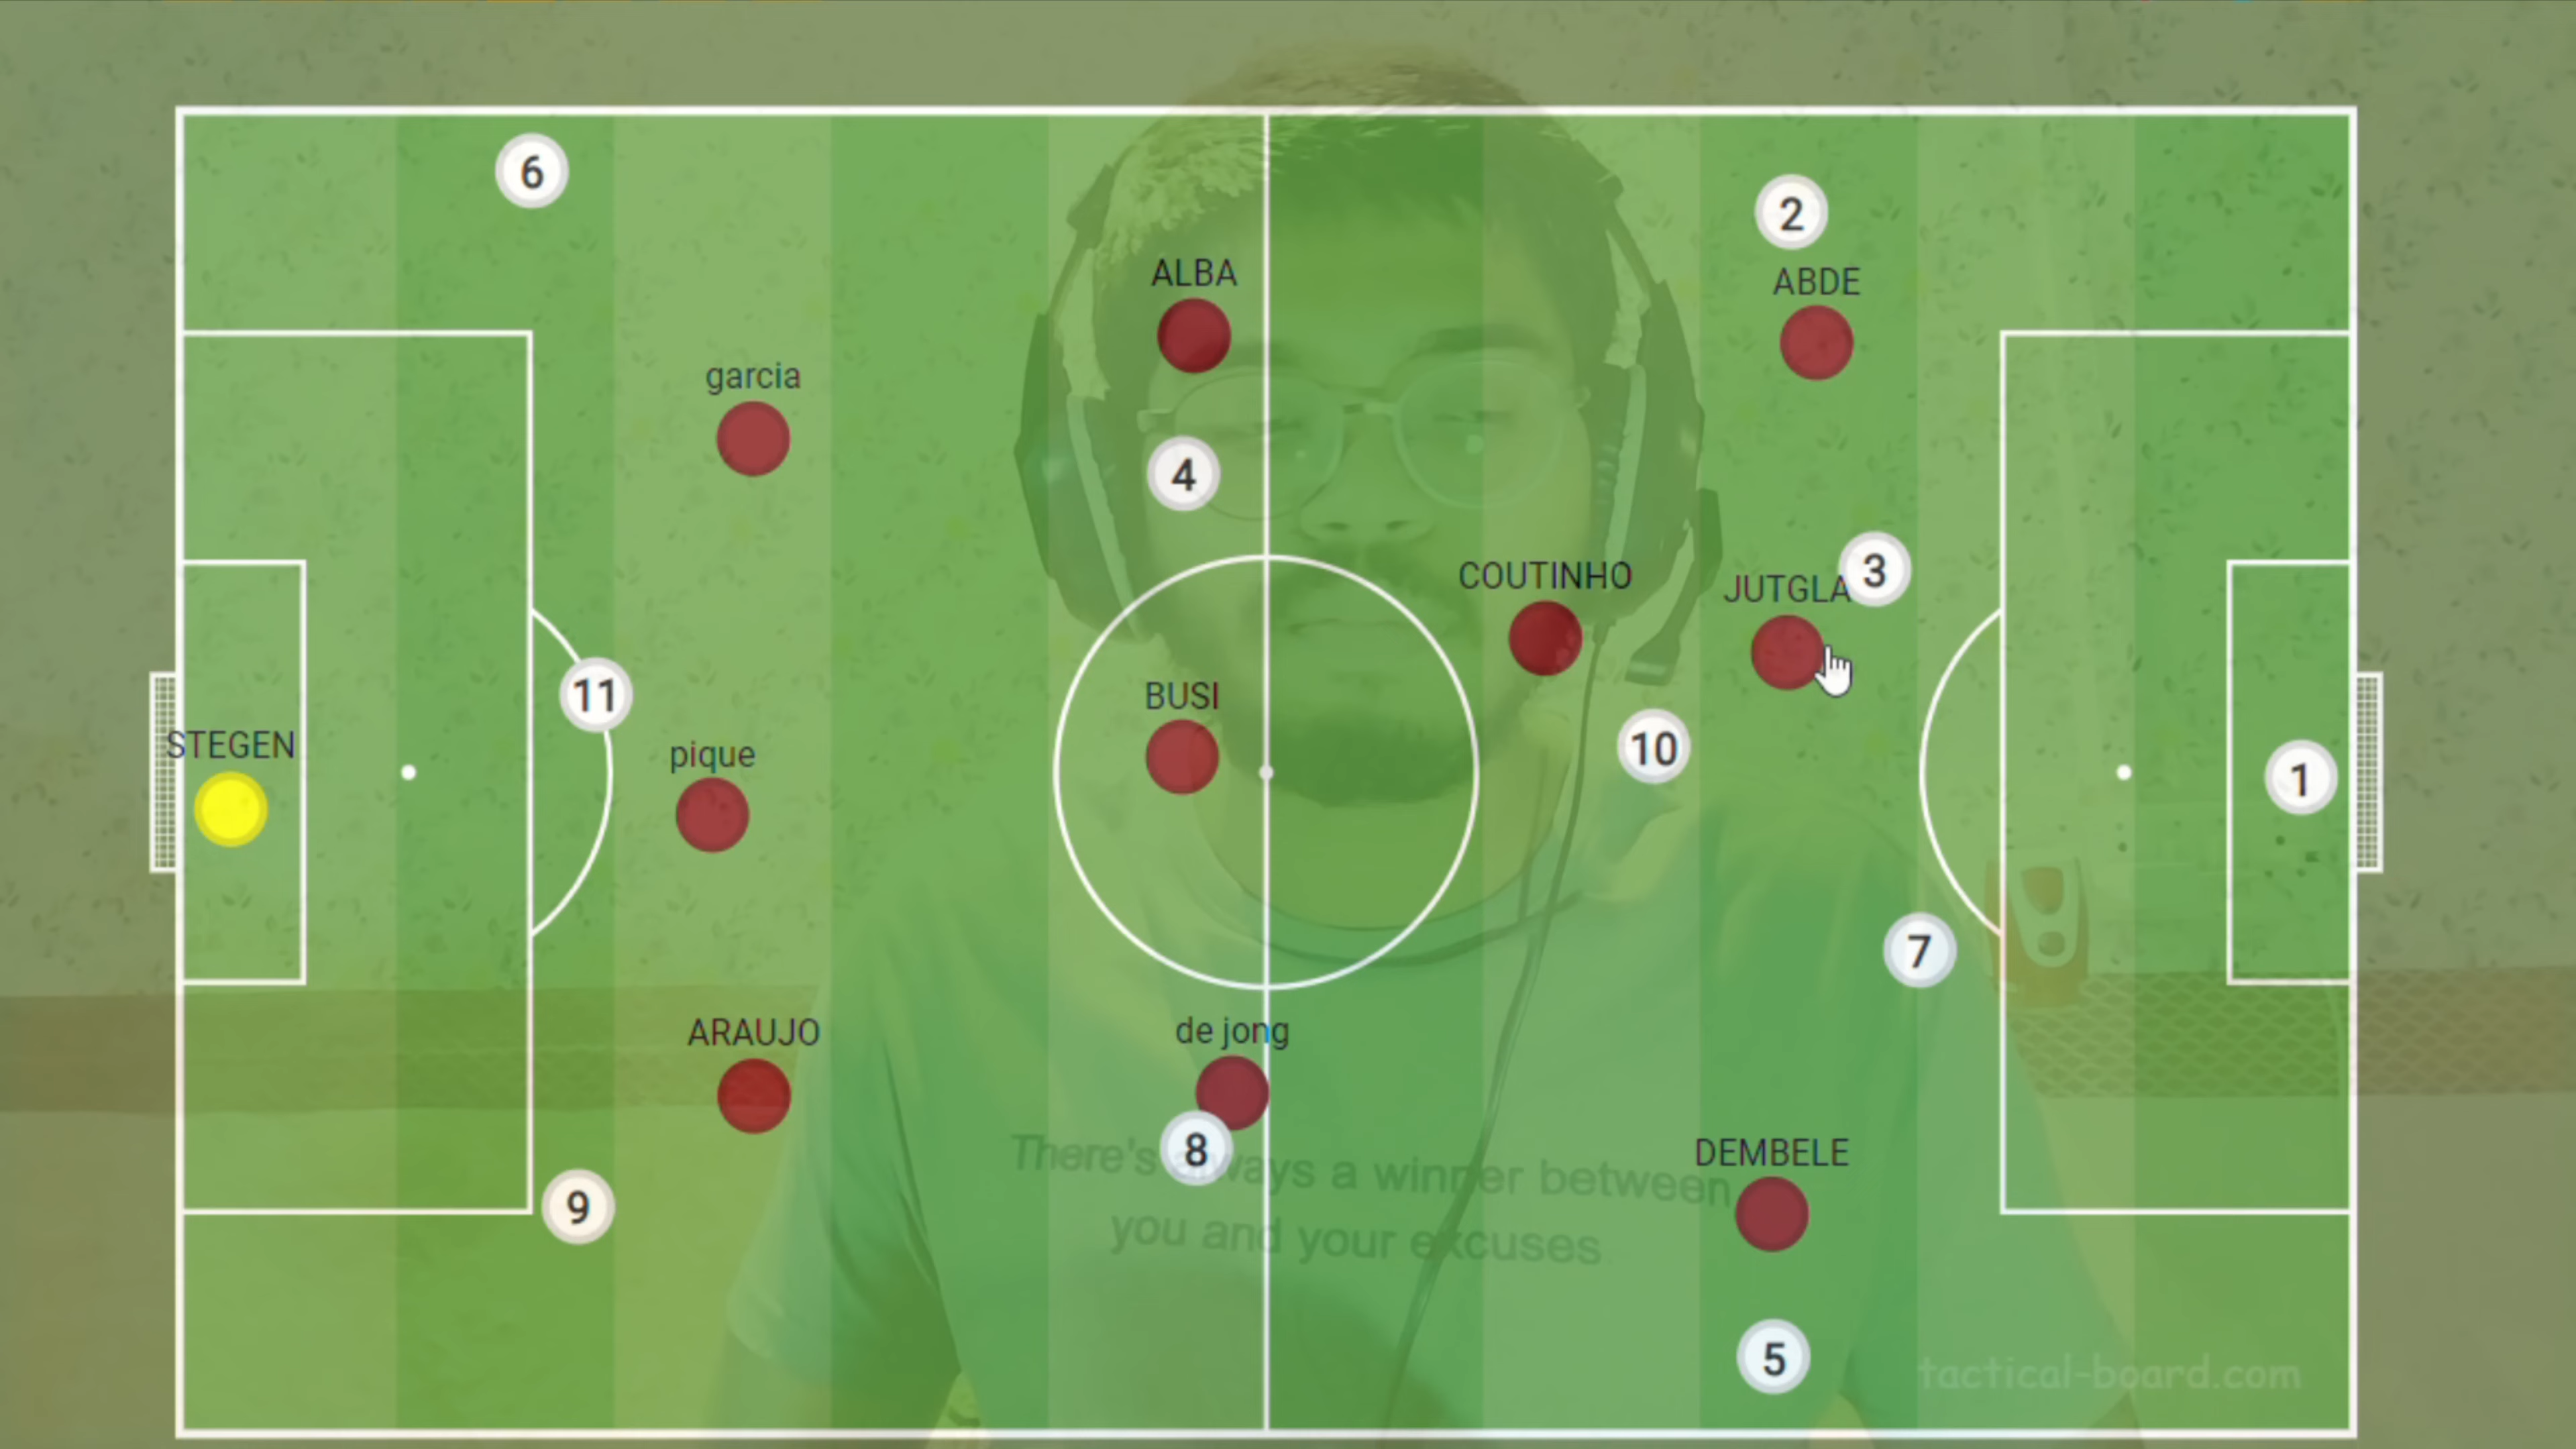 6
2
ALBA
ABDE
garcia
4
3
COUTINHO
JUTGLA
11
BUSI
10
STEGEN
pique
1
7
ARAUJO
de jong
8
DEMBELE
There's always a winner between
you and your excuses
9
5
tactical-board.com